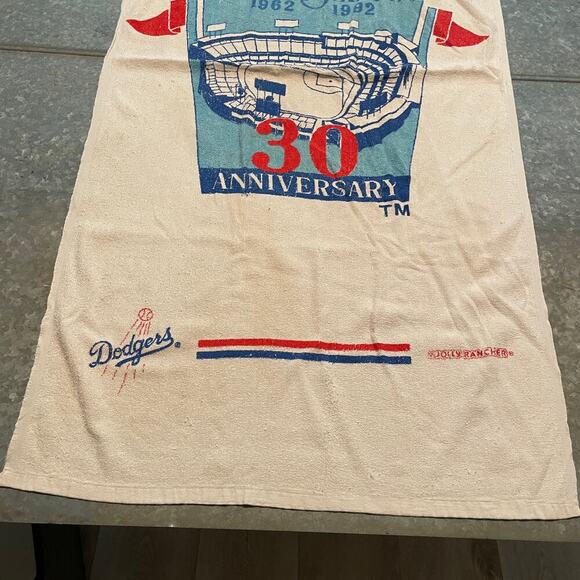 1962 1992
30
ANNIVERSARY
TM
Dodgers®
JOLLY RANCHER®